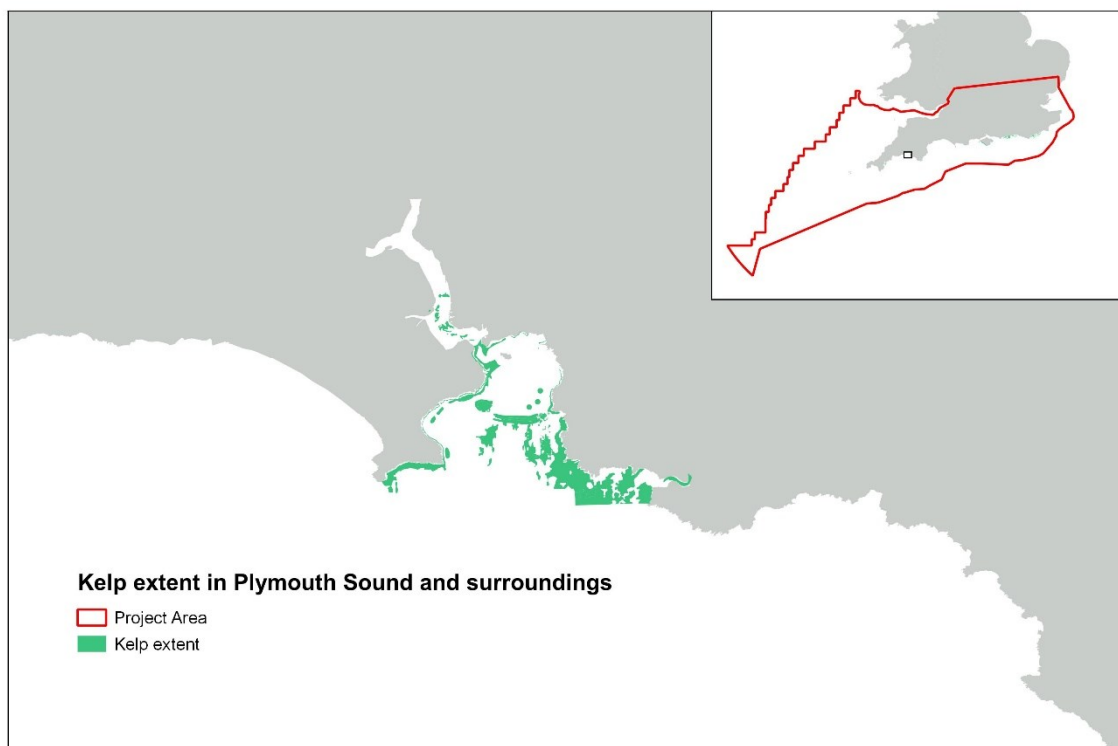 Kelp extent in Plymouth Sound and surroundings
Project Area
Kelp extent